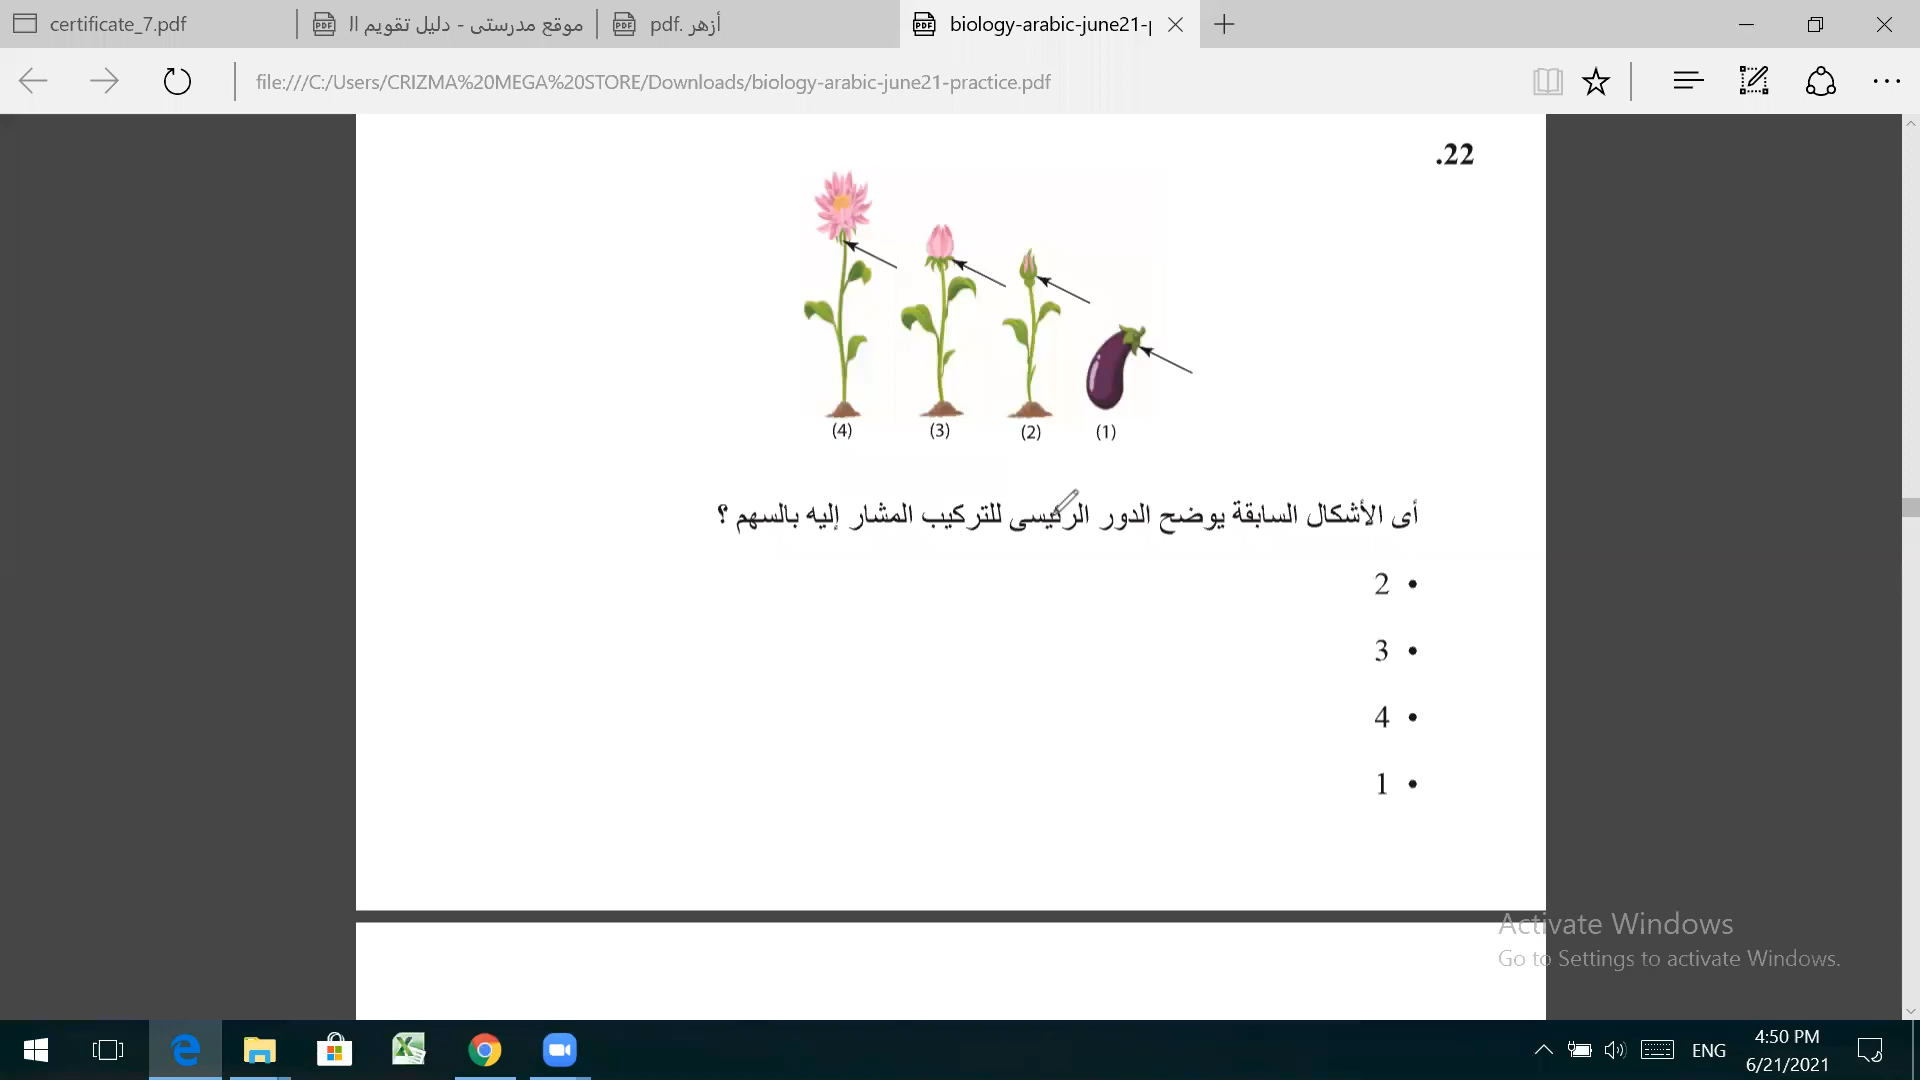 certificate_7.pdf
موقع مدرستى - دليل تقويم ال
أزهر .pdf
biology-arabic-june21-p
file:///C:/Users/CRIZMA%20MEGA%20STORE/Downloads/biology-arabic-june21-practice.pdf
.22
(4) (3) (2) (1)
أى الأشكال السابقة يوضح الدور الرئيسى للتركيب المشار إليه بالسهم ؟
• 2
• 3
• 4
• 1
Activate Windows
Go to Settings to activate Windows.
ENG
4:50 PM
6/21/2021